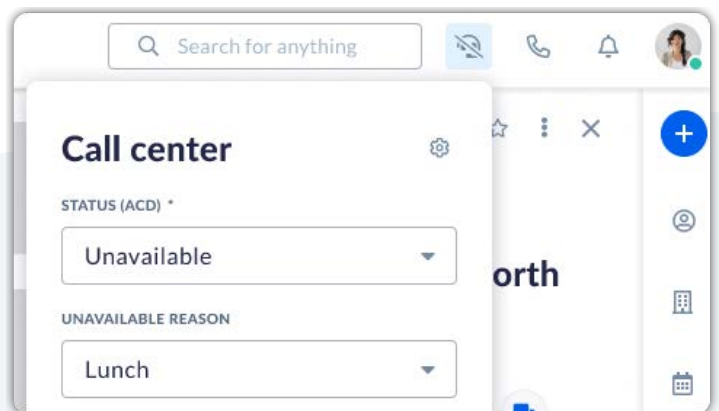 Search for anything
Call center
STATUS (ACD) *
Unavailable
orth
UNAVAILABLE REASON
Lunch